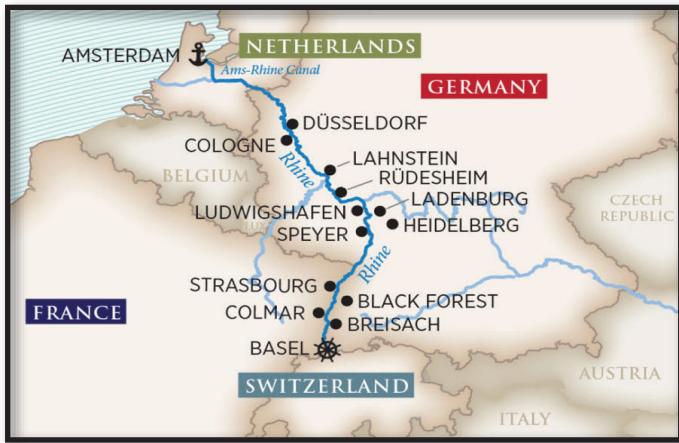 AMSTERDAM
NETHERLANDS
Ams-Rhine Canal
GERMANY
DÜSSELDORF
COLOGNE
Rhine
LAHNSTEIN
BELGIUM
RÜDESHEIM
LADENBURG
CZECH
REPUBLIC
LUDWIGSHAFEN
LUX
HEIDELBERG
SPEYER
Rhine
STRASBOURG
BLACK FOREST
FRANCE
COLMAR
BREISACH
BASEL
AUSTRIA
SWITZERLAND
ITALY